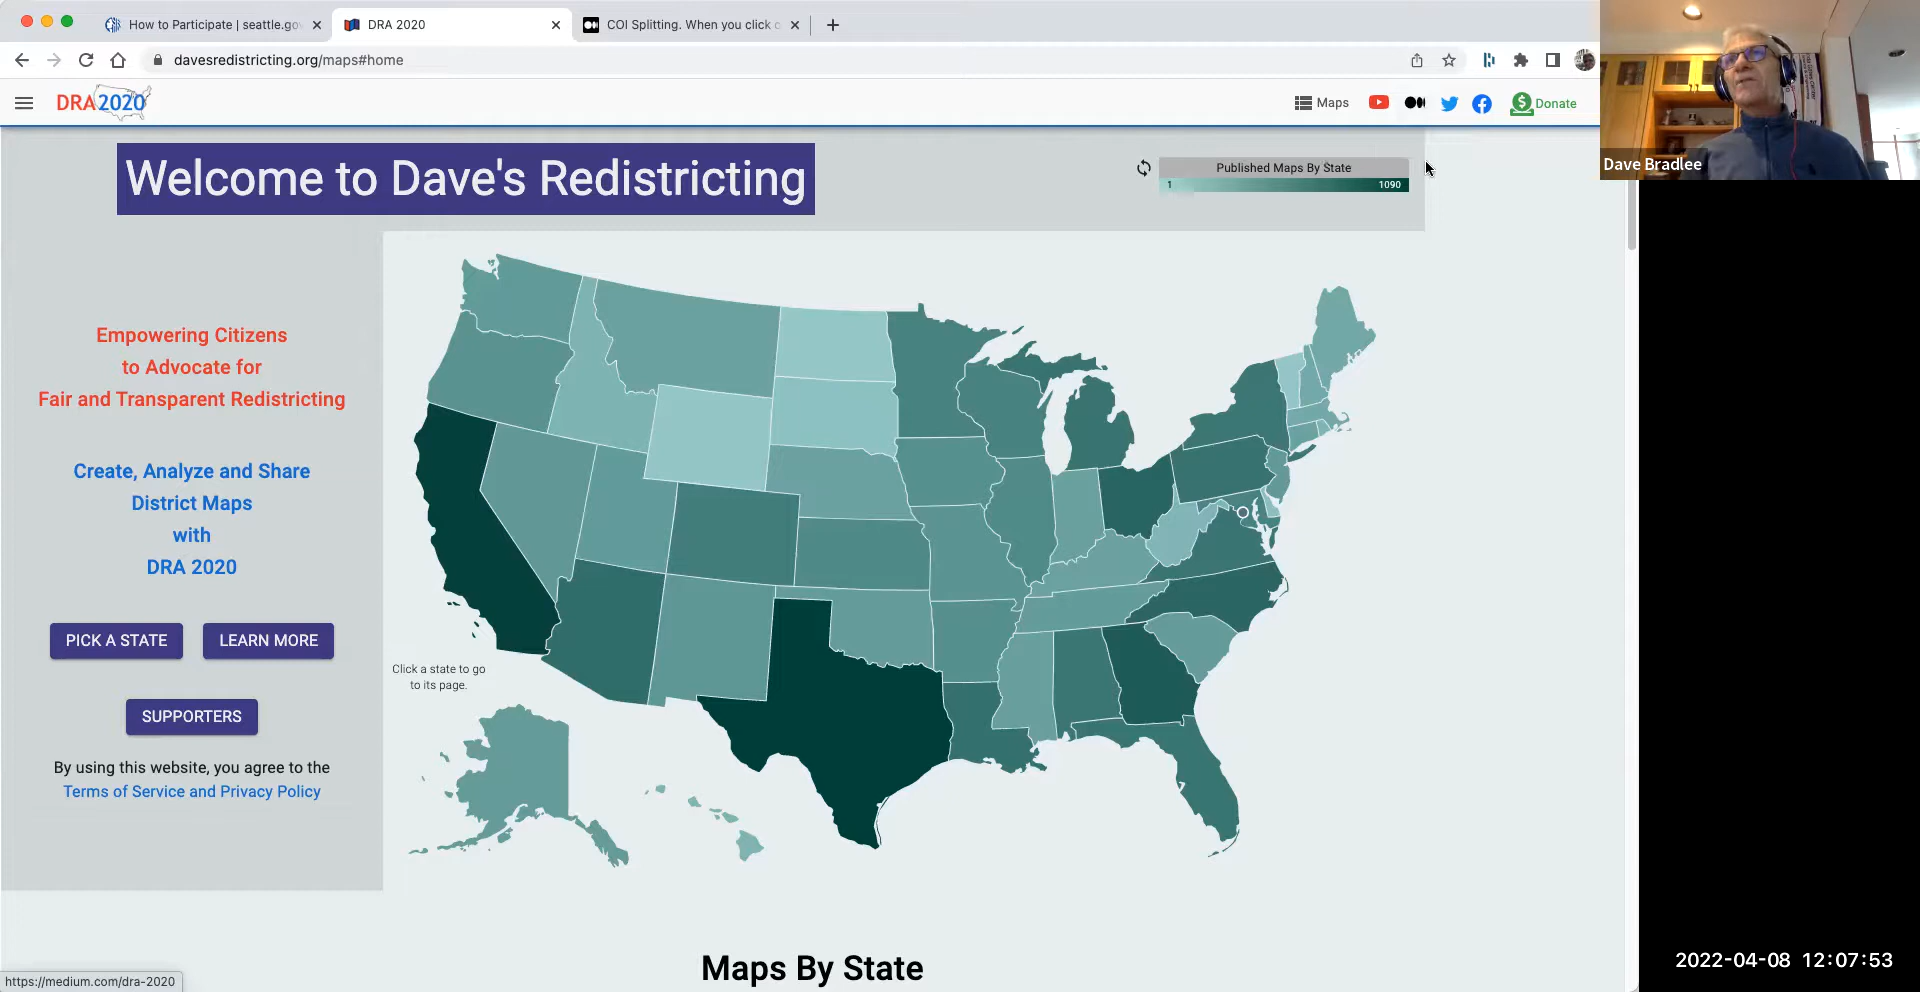 How to Participate | seattle.go
DRA 2020
COI Splitting. When you click o
davesredistricting.org/maps#home
DRA2020
Maps
Donate
Dave Bradlee
Welcome to Dave's Redistricting
Published Maps By State
1
1090
Empowering Citizens
to Advocate for
Fair and Transparent Redistricting
Create, Analyze and Share
District Maps
with
DRA 2020
PICK A STATE
LEARN MORE
Click a state to go
to its page.
SUPPORTERS
By using this website, you agree to the
Terms of Service and Privacy Policy
Maps By State
2022-04-08 12:07:53
https://medium.com/dra-2020